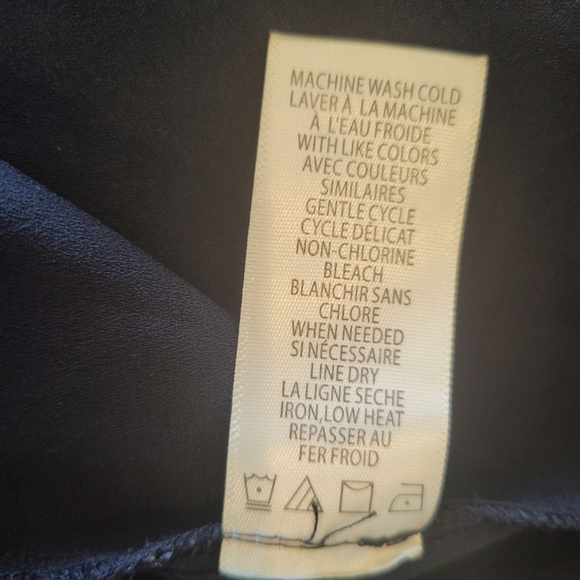 MACHINE WASH COLD
LAVER À LA MACHINE
À L'EAU FROIDE
WITH LIKE COLORS
AVEC COULEURS
SIMILAIRES
GENTLE CYCLE
CYCLE DÉLICAT
NON-CHLORINE
BLEACH
BLANCHIR SANS
CHLORE
WHEN NEEDED
SI NÉCESSAIRE
LINE DRY
LA LIGNE SECHE
IRON,LOW HEAT
REPASSER AU
FER FROID